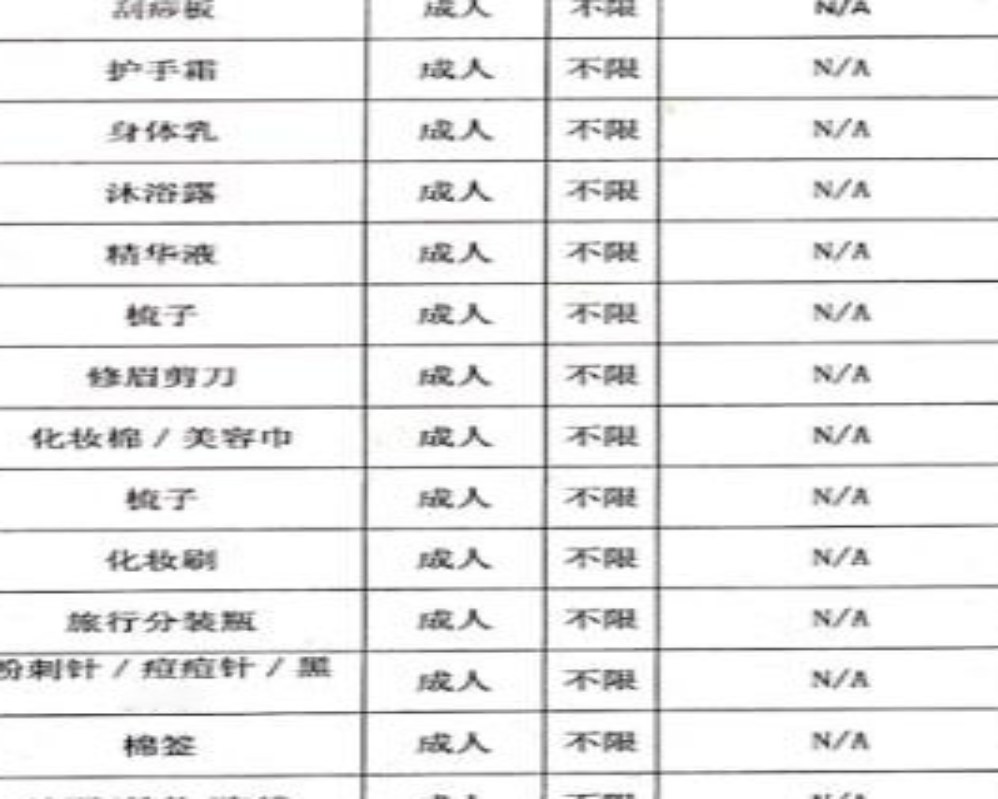 刮痧板 成人 不限 N/A
护手霜 成人 不限 N/A
身体乳 成人 不限 N/A
沐浴露 成人 不限 N/A
精华液 成人 不限 N/A
梳子 成人 不限 N/A
修眉剪刀 成人 不限 N/A
化妆棉 / 美容巾 成人 不限 N/A
梳子 成人 不限 N/A
化妆刷 成人 不限 N/A
旅行分装瓶 成人 不限 N/A
粉刺针 / 痘痘针 / 黑 成人 不限 N/A
棉签 成人 不限 N/A
成人 不限 N/A